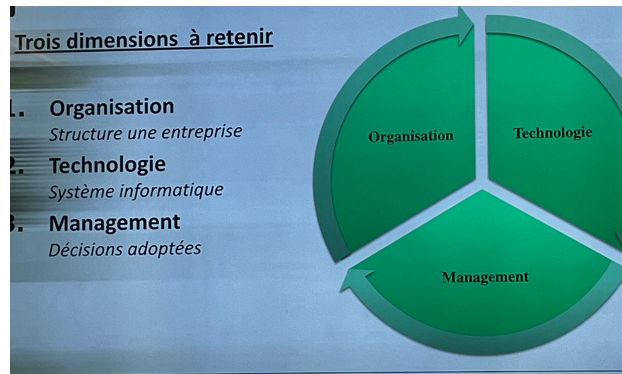 Trois dimensions à retenir
1. Organisation
Structure une entreprise
2. Technologie
Système informatique
3. Management
Décisions adoptées
Organisation
Technologie
Management